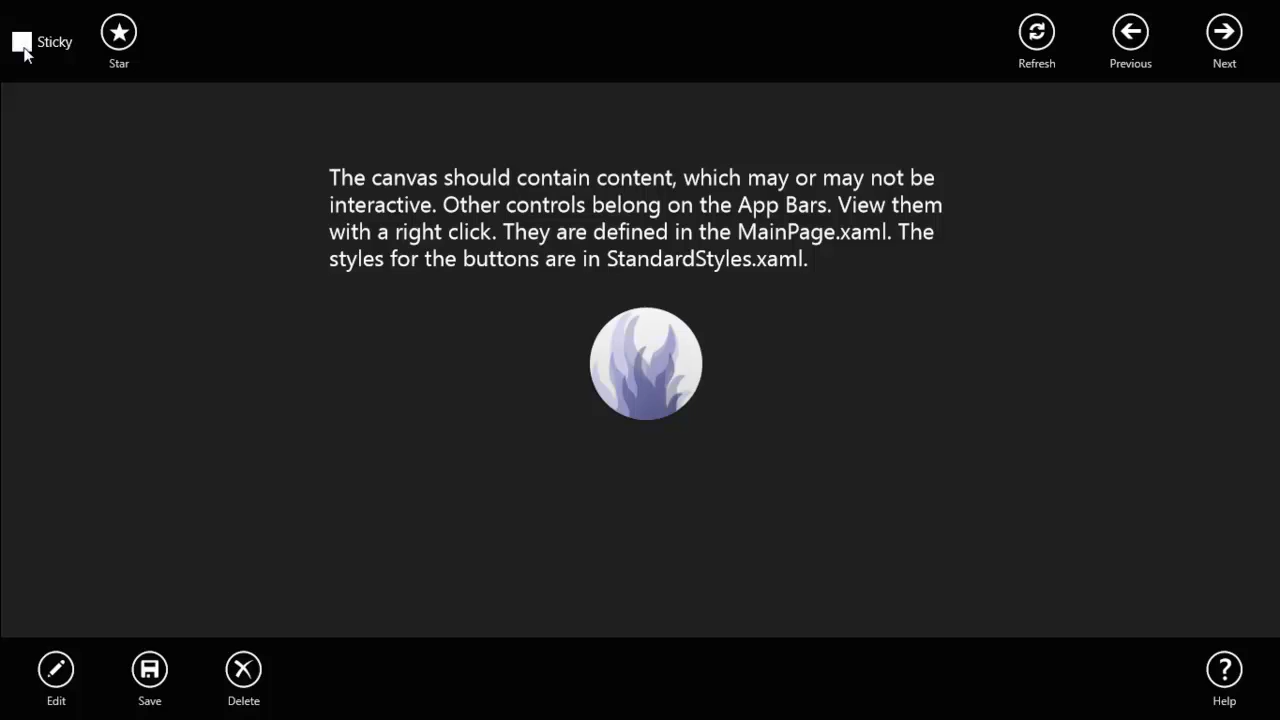 Sticky
Star
Refresh
Previous
Next
The canvas should contain content, which may or may not be
interactive. Other controls belong on the App Bars. View them
with a right click. They are defined in the MainPage.xaml. The
styles for the buttons are in StandardStyles.xaml.
Edit
Save
Delete
?
Help